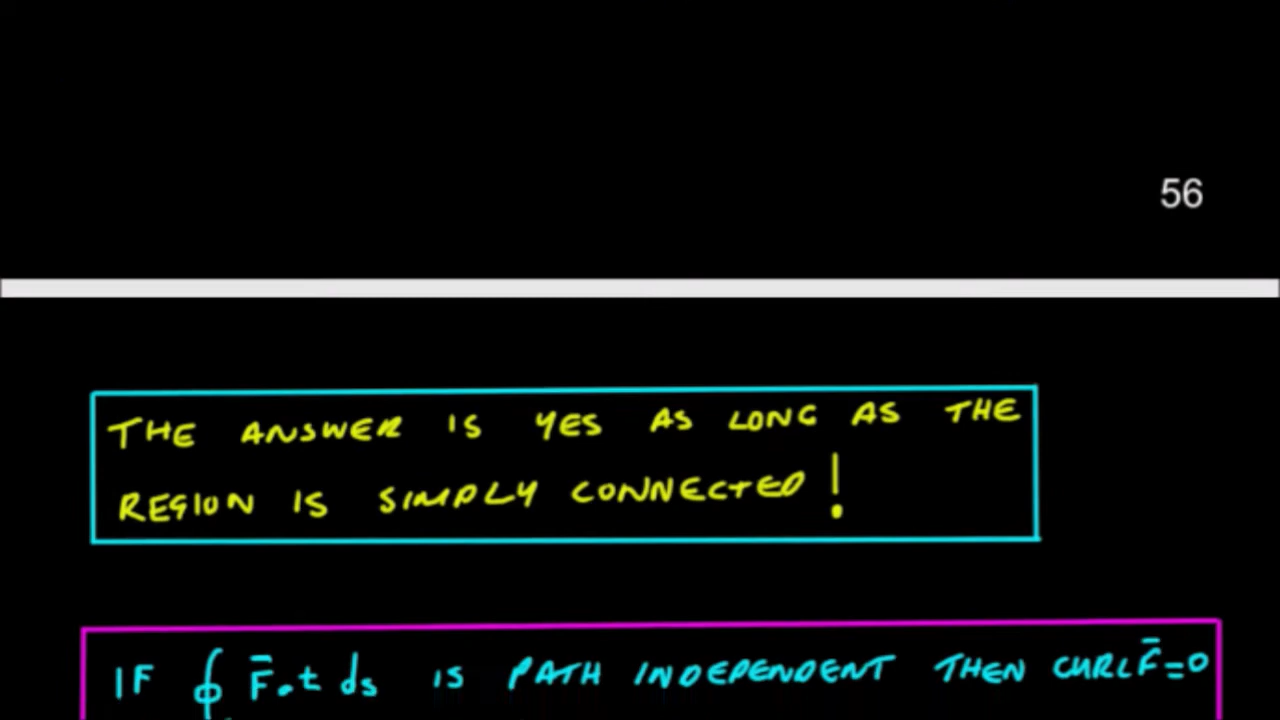 56
THE ANSWER IS YES AS LONG AS THE
REGION IS SIMPLY CONNECTED!
IF ∮ F̄.t ds IS PATH INDEPENDENT THEN CURL F̄=0